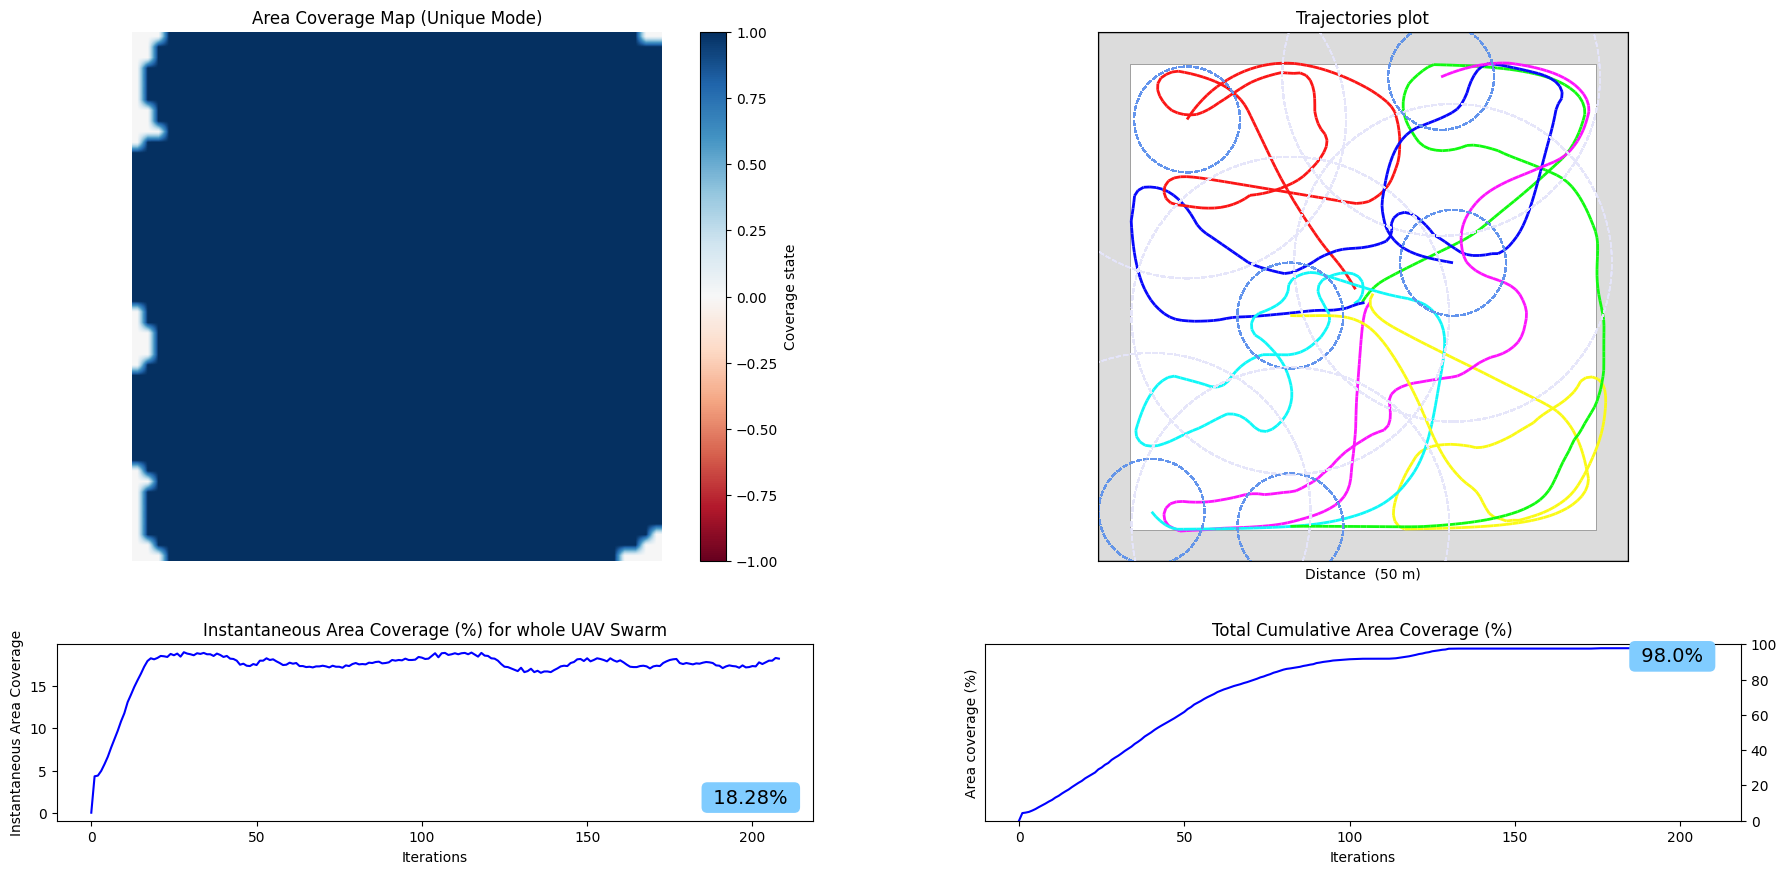 Area Coverage Map (Unique Mode)
1.00
0.75
0.50
0.25
0.00
−0.25
−0.50
−0.75
−1.00
Coverage state
Trajectories plot
Distance  (50 m)
Instantaneous Area Coverage (%) for whole UAV Swarm
Instantaneous Area Coverage
15
10
5
0
18.28%
0 50 100 150 200
Iterations
Total Cumulative Area Coverage (%)
Area coverage (%)
98.0%
100
80
60
40
20
0
0 50 100 150 200
Iterations